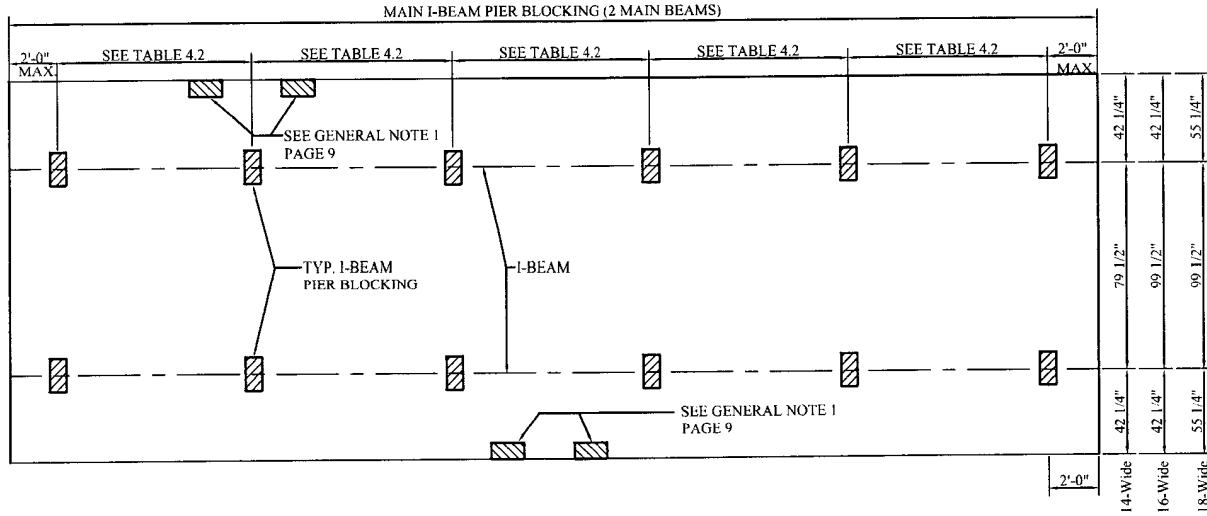 MAIN I-BEAM PIER BLOCKING (2 MAIN BEAMS)
2'-0"
MAX.
SEE TABLE 4.2
SEE TABLE 4.2
SEE TABLE 4.2
SEE TABLE 4.2
SEE TABLE 4.2
2'-0"
MAX.
SEE GENERAL NOTE 1
PAGE 9
42 1/4"
42 1/4"
55 1/4"
TYP. I-BEAM
PIER BLOCKING
I-BEAM
79 1/2"
99 1/2"
99 1/2"
SEE GENERAL NOTE 1
PAGE 9
42 1/4"
42 1/4"
55 1/4"
2'-0"
14-Wide
16-Wide
18-Wide